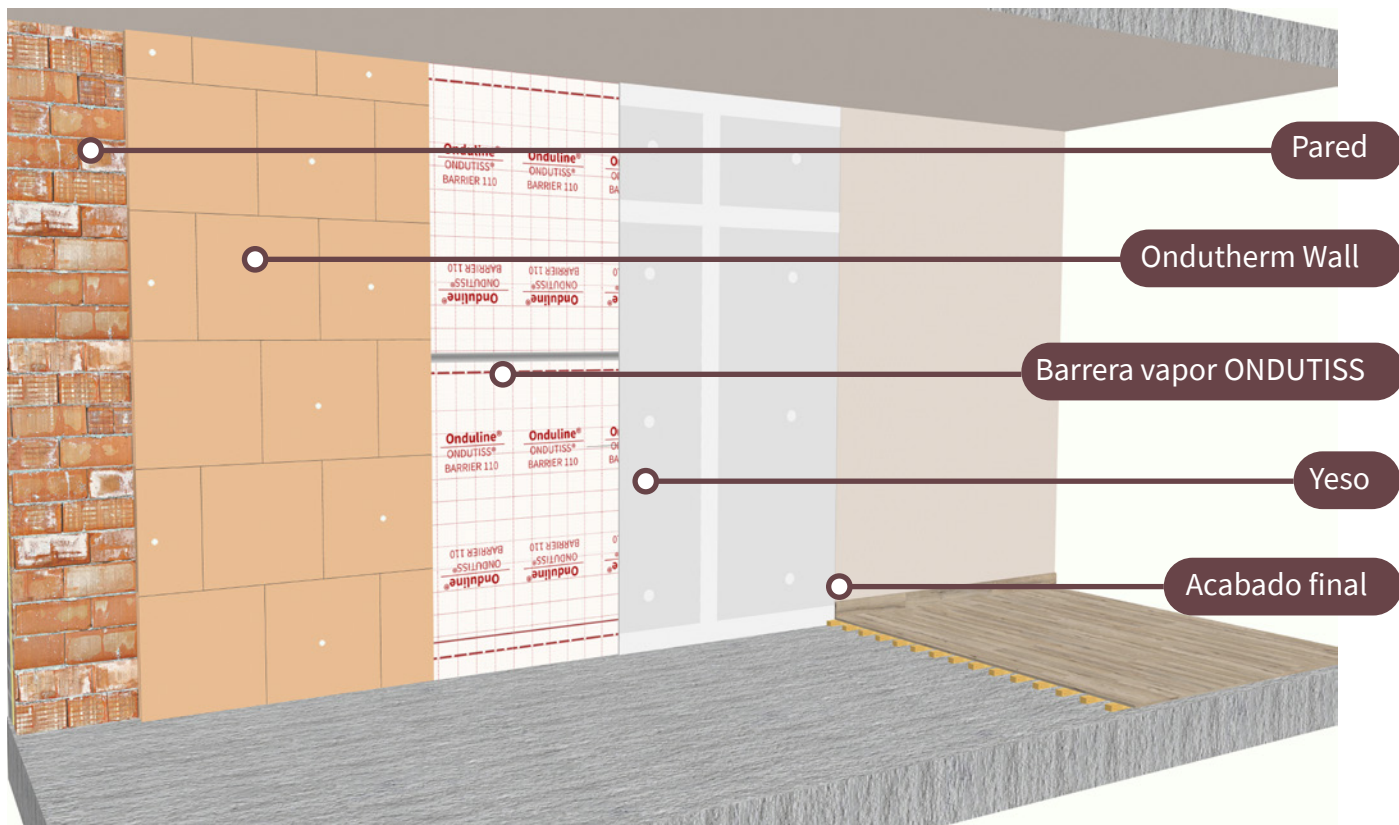 Pared
Ondutherm Wall
Barrera vapor ONDUTISS
Yeso
Acabado final
Onduline®
ONDUTISS®
BARRIER 110
Onduline®
ONDUTISS®
BARRIER 110
BARRIER 110
ONDUTISS®
Onduline®
BARRIER 110
ONDUTISS®
Onduline®
Onduline®
ONDUTISS®
BARRIER 110
Onduline®
ONDUTISS®
BARRIER 110
BARRIER 110
ONDUTISS®
Onduline®
BARRIER 110
ONDUTISS®
Onduline®